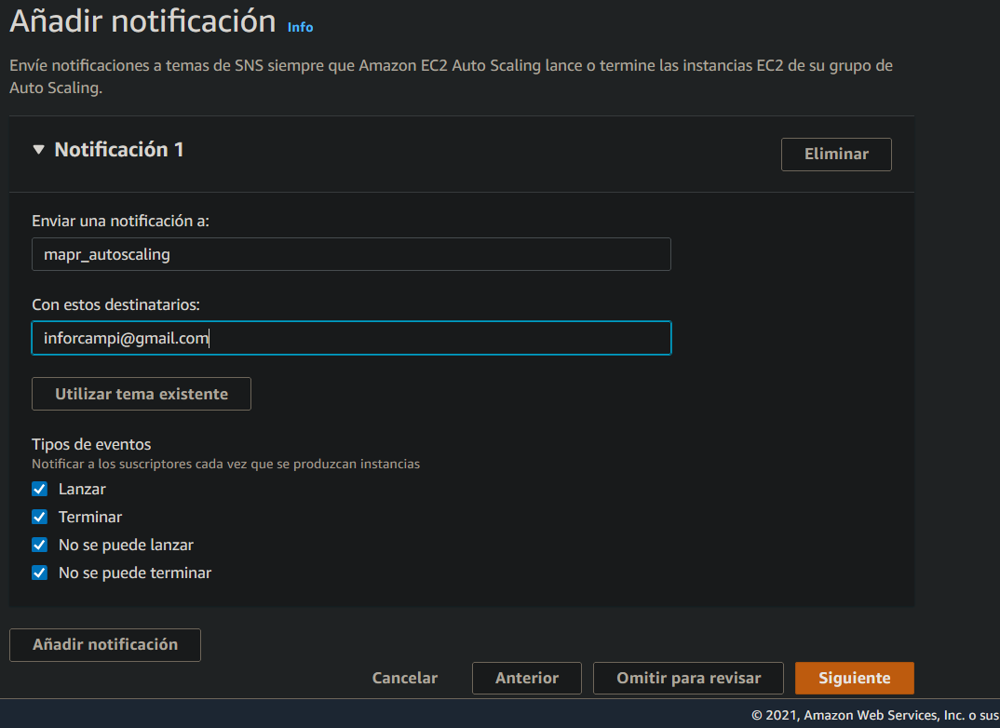 Añadir notificación Info
Envíe notificaciones a temas de SNS siempre que Amazon EC2 Auto Scaling lance o termine las instancias EC2 de su grupo de
Auto Scaling.
Notificación 1
Eliminar
Enviar una notificación a:
mapr_autoscaling
Con estos destinatarios:
inforcampi@gmail.com
Utilizar tema existente
Tipos de eventos
Notificar a los suscriptores cada vez que se produzcan instancias
Lanzar
Terminar
No se puede lanzar
No se puede terminar
Añadir notificación
Cancelar Anterior Omitir para revisar Siguiente
© 2021, Amazon Web Services, Inc. o sus